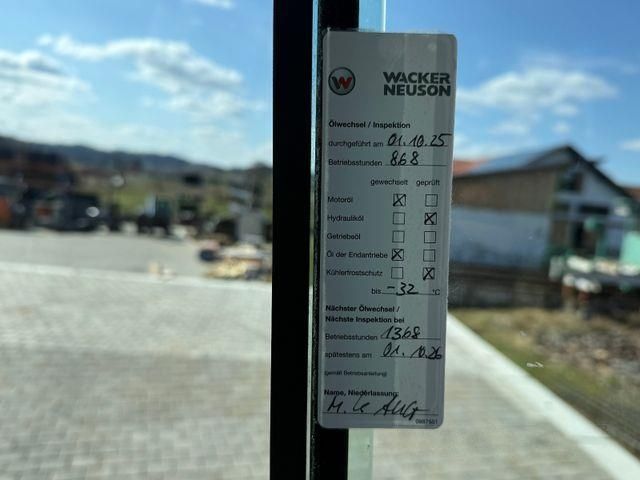 W
WACKER
NEUSON
Ölwechsel / Inspektion
durchgeführt am 01.10.25
Betriebsstunden 868
gewechselt geprüft
Motoröl
Hydrauliköl
Getriebeöl
Öl der Endantriebe
Kühlerfrostschutz
bis -32 °C
Nächster Ölwechsel /
Nächste Inspektion bei
Betriebsstunden 1368
spätestens am 01.10.26
(gemäß Betriebsanleitung)
Name, Niederlassung: